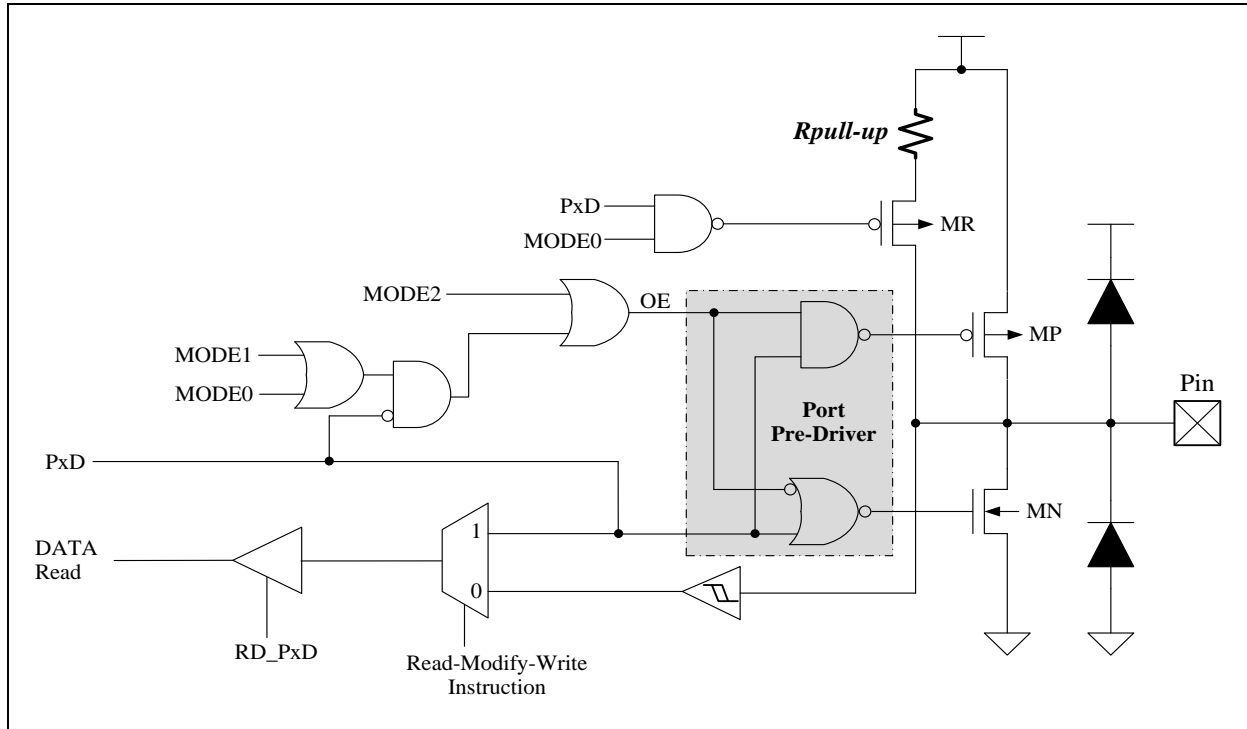 Rpull-up
PxD
MODE0
MR
MODE2
OE
MODE1
MODE0
MP
Pin
Port
Pre-Driver
PxD
MN
DATA
Read
1
0
RD_PxD
Read-Modify-Write
Instruction